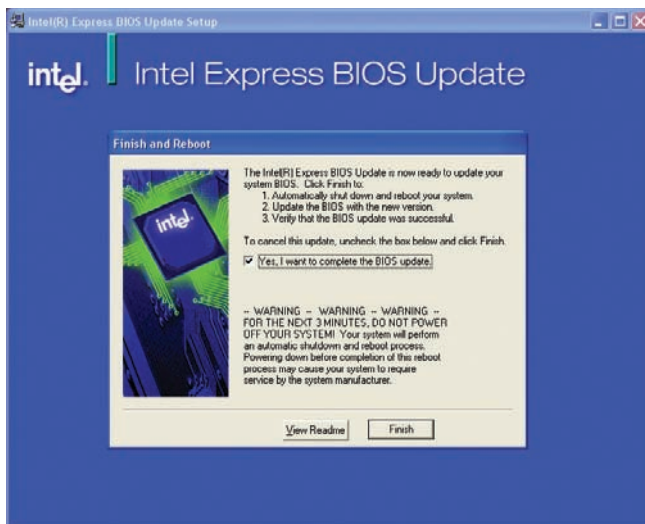 Intel(R) Express BIOS Update Setup
intel.
Intel Express BIOS Update
Finish and Reboot
intel.
The Intel(R) Express BIOS Update is now ready to update your
system BIOS. Click Finish to:
1. Automatically shut down and reboot your system.
2. Update the BIOS with the new version.
3. Verify that the BIOS update was successful.
To cancel this update, uncheck the box below and click Finish.
Yes, I want to complete the BIOS update.
-- WARNING -- WARNING -- WARNING --
FOR THE NEXT 3 MINUTES, DO NOT POWER
OFF YOUR SYSTEM! Your system will perform
an automatic shutdown and reboot process.
Powering down before completion of this reboot
process may cause your system to require
service by the system manufacturer.
View Readme
Finish